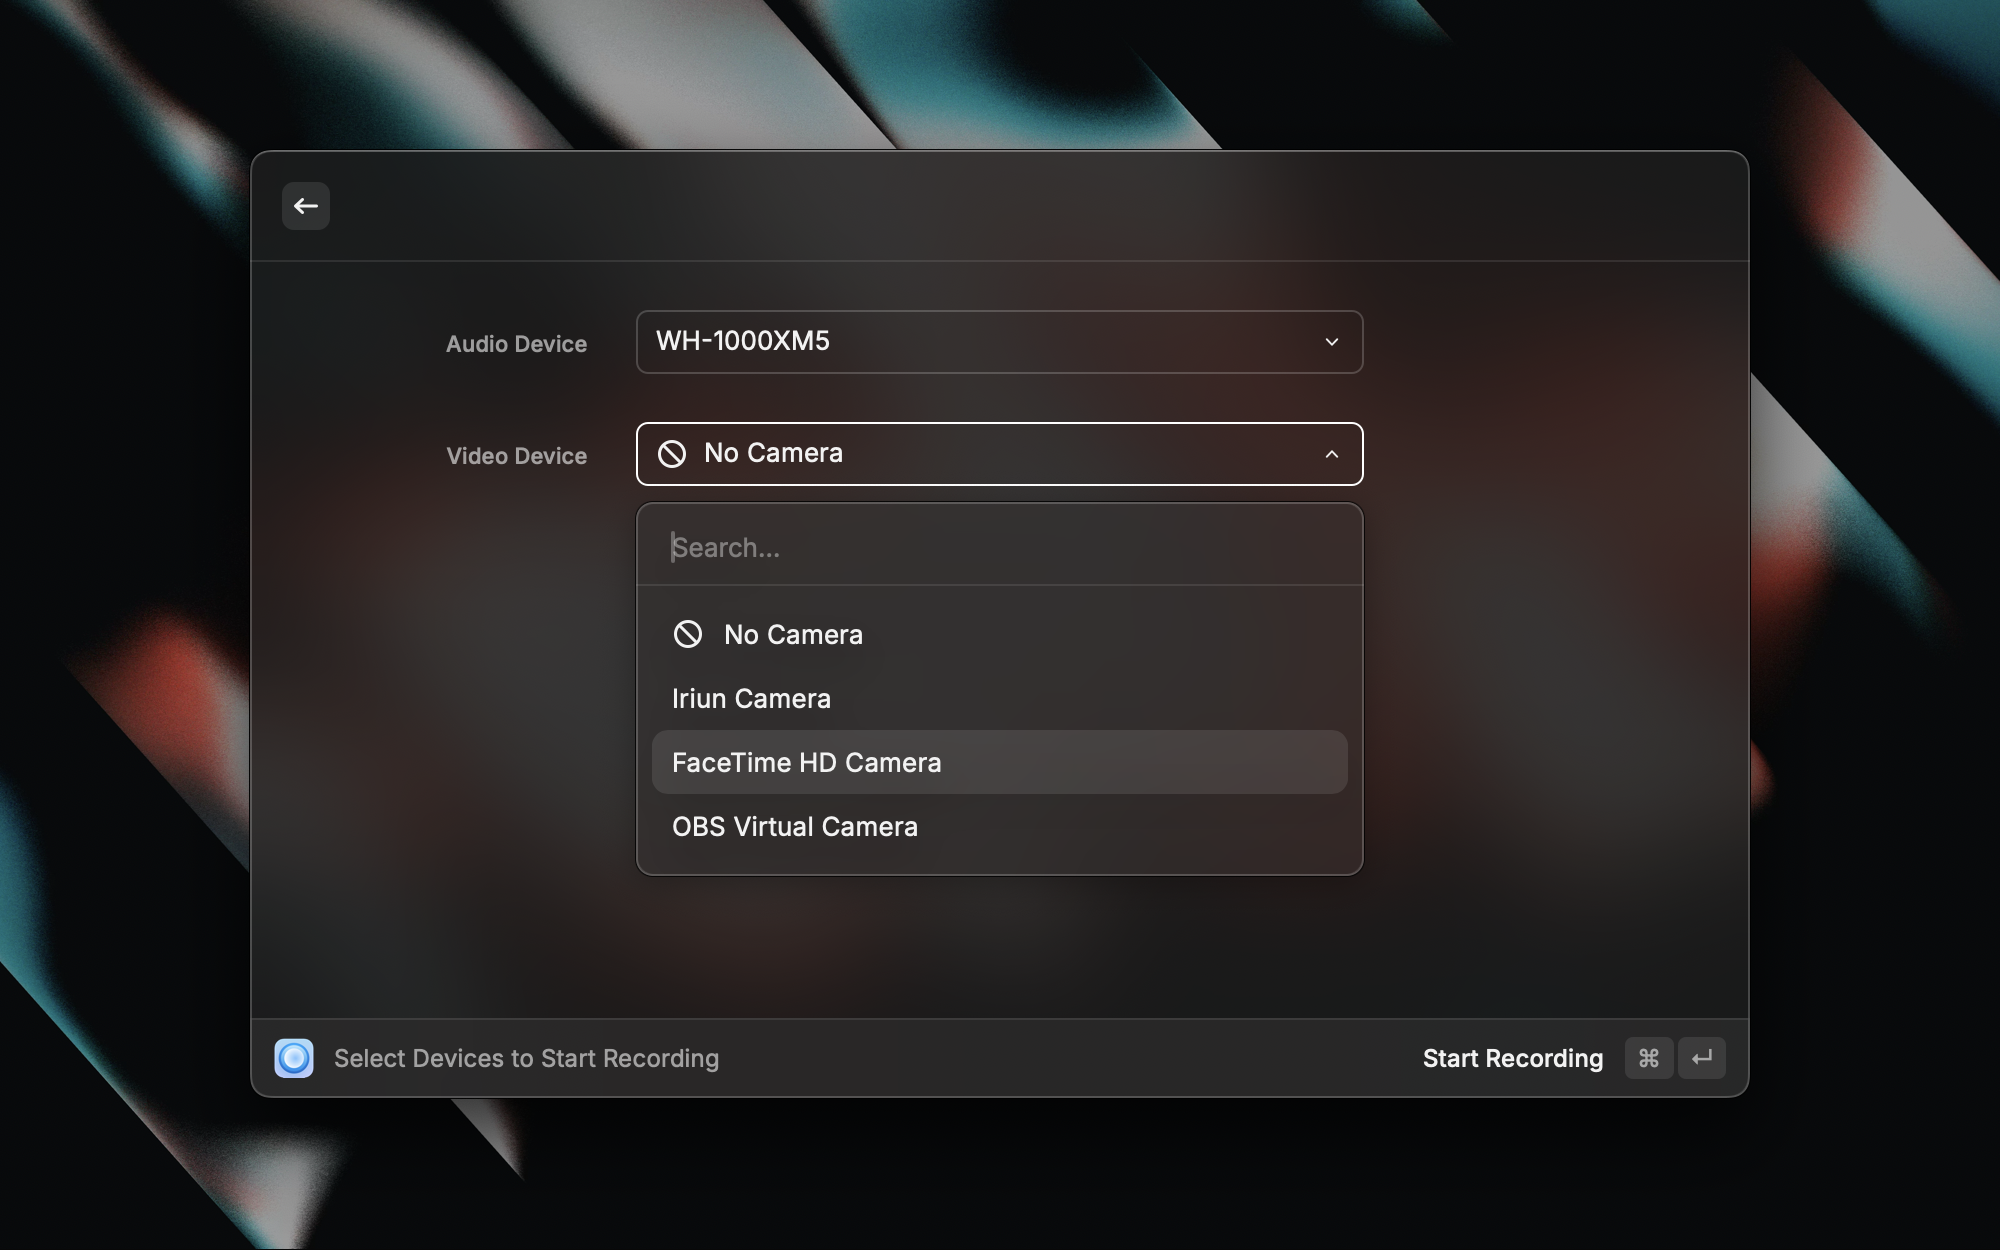 Audio Device
WH-1000XM5
Video Device
No Camera
Search...
No Camera
Iriun Camera
FaceTime HD Camera
OBS Virtual Camera
Select Devices to Start Recording
Start Recording ⌘ ↵